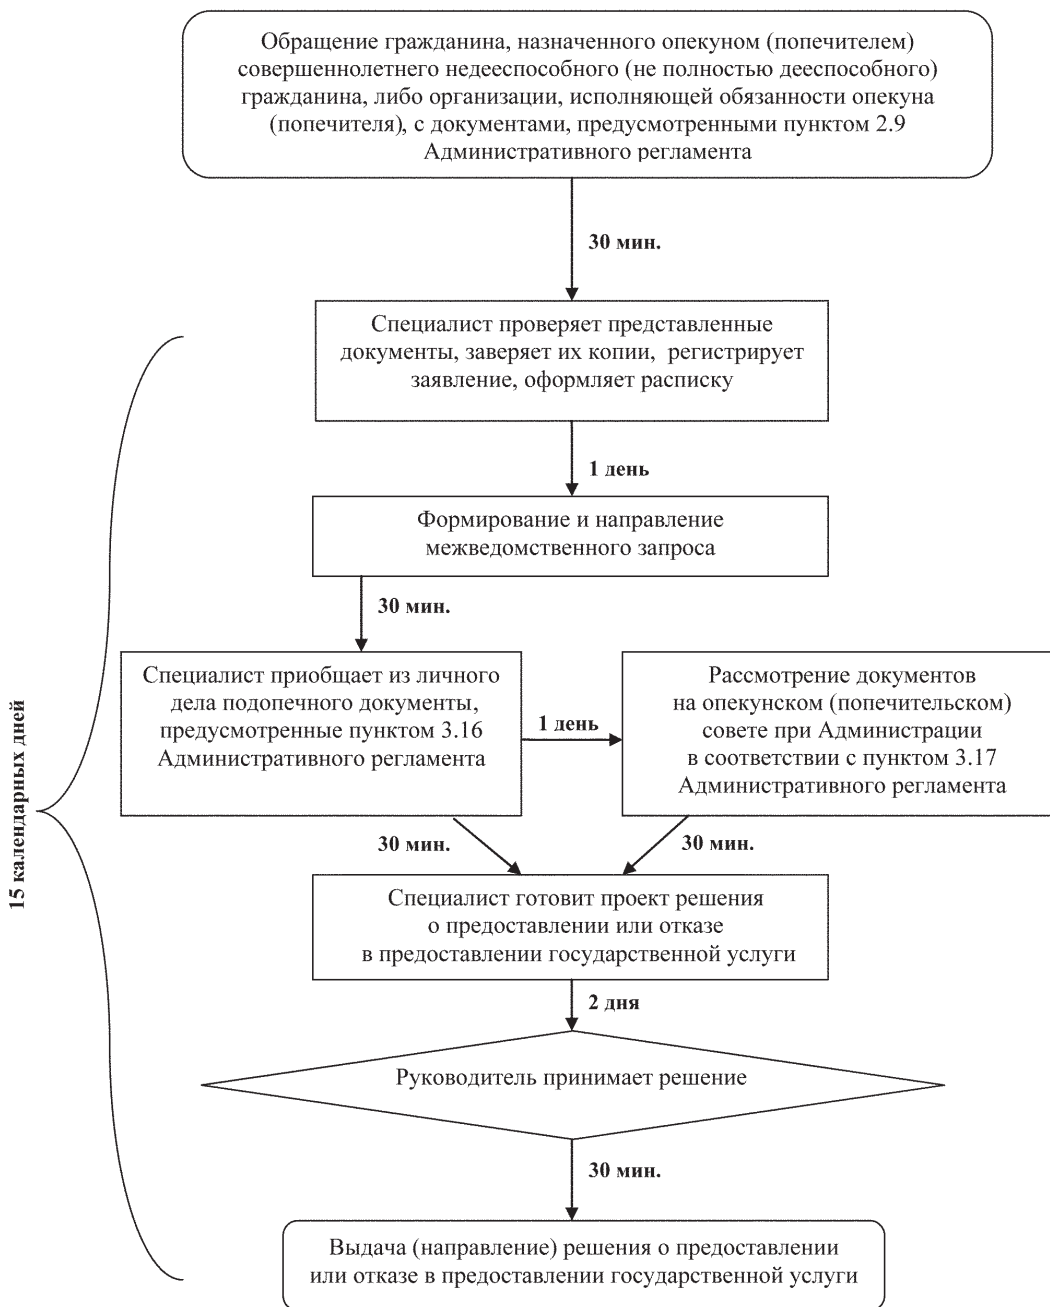 Обращение гражданина, назначенного опекуном (попечителем)
совершеннолетнего недееспособного (не полностью дееспособного)
гражданина, либо организации, исполняющей обязанности опекуна
(попечителя), с документами, предусмотренными пунктом 2.9
Административного регламента
30 мин.
Специалист проверяет представленные
документы, заверяет их копии, регистрирует
заявление, оформляет расписку
1 день
Формирование и направление
межведомственного запроса
30 мин.
Специалист приобщает из личного
дела подопечного документы,
предусмотренные пунктом 3.16
Административного регламента
1 день
Рассмотрение документов
на опекунском (попечительском)
совете при Администрации
в соответствии с пунктом 3.17
Административного регламента
15 календарных дней
30 мин.
30 мин.
Специалист готовит проект решения
о предоставлении или отказе
в предоставлении государственной услуги
2 дня
Руководитель принимает решение
30 мин.
Выдача (направление) решения о предоставлении
или отказе в предоставлении государственной услуги